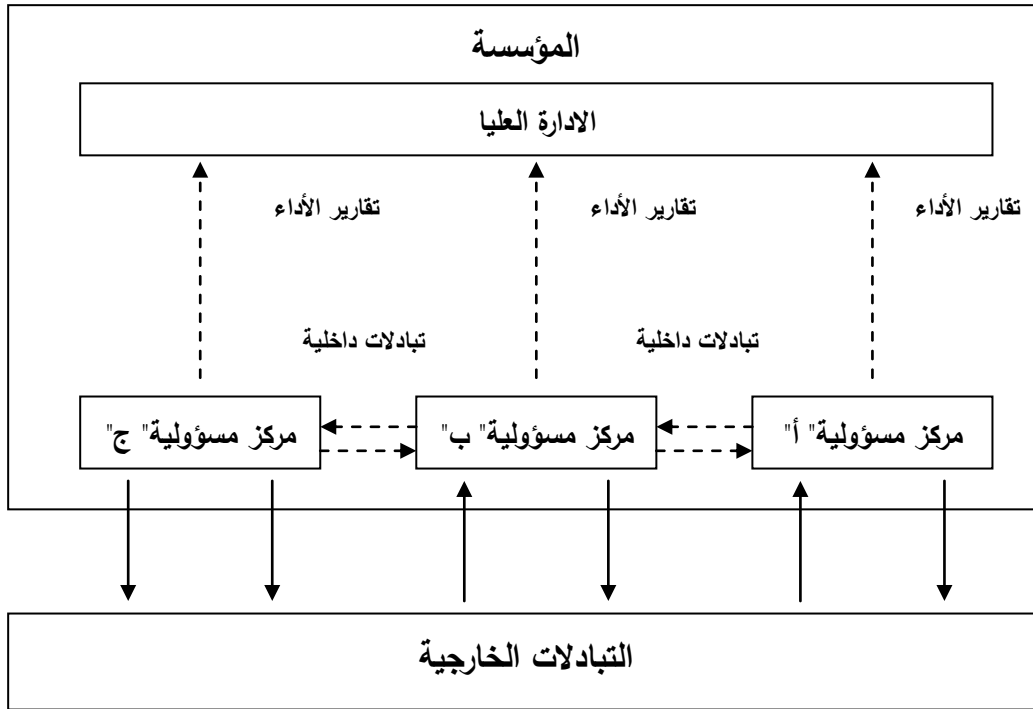 المؤسسة
الادارة العليا
تقارير الأداء
تقارير الأداء
تقارير الأداء
تبادلات داخلية
تبادلات داخلية
مركز مسؤولية" أ"
مركز مسؤولية" ب"
مركز مسؤولية" ج"
التبادلات الخارجية